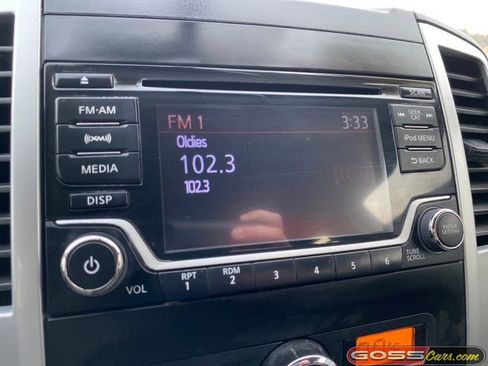 SCAN
FM·AM
XM
MEDIA
DISP
FM 1 3:33
Oldies
102.3
102.3
SEEK
CAT
iPod MENU
BACK
ENTER
SETTING
TUNE
SCROLL
VOL
RPT
1
RDM
2
3
4
5
6
GOSSCars.com